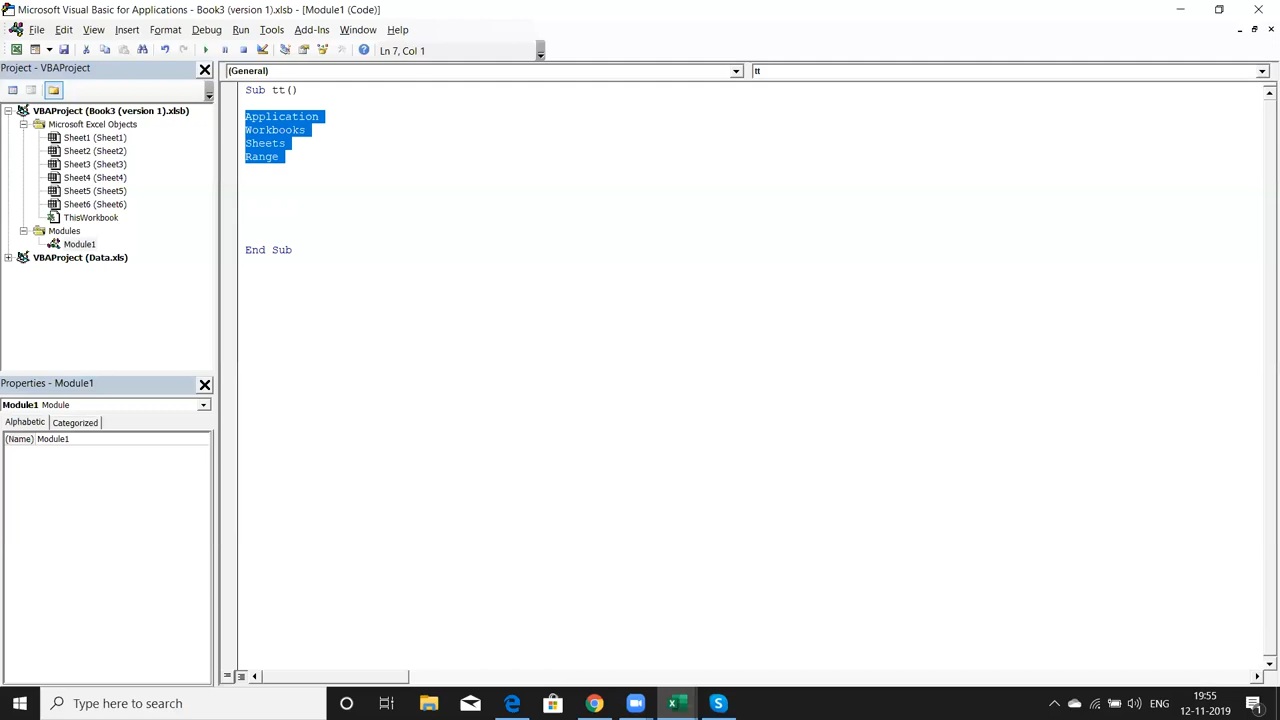 Microsoft Visual Basic for Applications - Book3 (version 1).xlsb - [Module1 (Code)]
File Edit View Insert Format Debug Run Tools Add-Ins Window Help
Ln 7, Col 1
Project - VBAProject
(General)
tt
VBAProject (Book3 (version 1).xlsb)
Microsoft Excel Objects
Sheet1 (Sheet1)
Sheet2 (Sheet2)
Sheet3 (Sheet3)
Sheet4 (Sheet4)
Sheet5 (Sheet5)
Sheet6 (Sheet6)
ThisWorkbook
Modules
Module1
VBAProject (Data.xls)
Sub tt()
Application
Workbooks
Sheets
Range
End Sub
Properties - Module1
Module1 Module
Alphabetic Categorized
(Name) Module1
Type here to search
ENG
19:55
12-11-2019
1